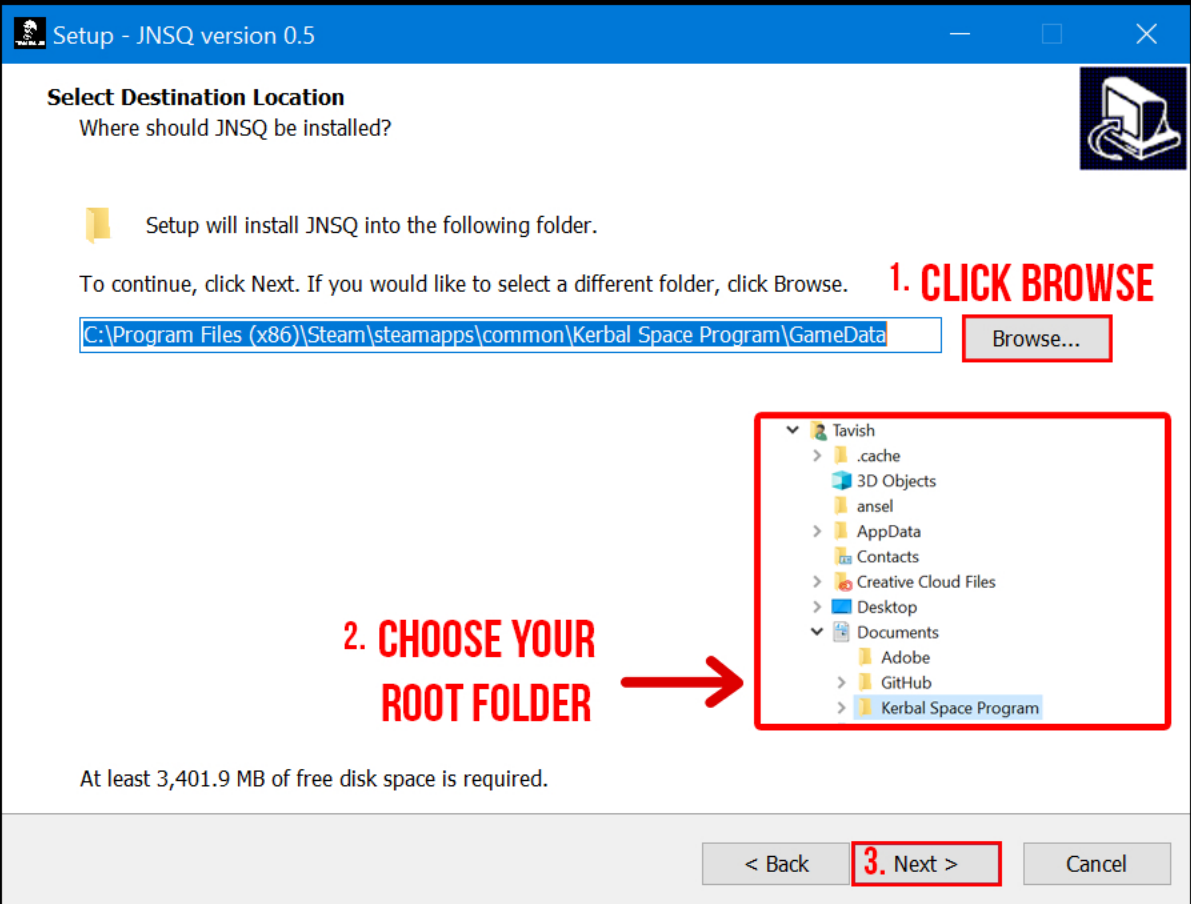 Setup - JNSQ version 0.5
Select Destination Location
Where should JNSQ be installed?
Setup will install JNSQ into the following folder.
To continue, click Next. If you would like to select a different folder, click Browse.
1. CLICK BROWSE
C:\Program Files (x86)\Steam\steamapps\common\Kerbal Space Program\GameData
Browse...
Tavish
.cache
3D Objects
ansel
AppData
Contacts
Creative Cloud Files
Desktop
Documents
Adobe
GitHub
Kerbal Space Program
2. CHOOSE YOUR
ROOT FOLDER
At least 3,401.9 MB of free disk space is required.
< Back
3. Next >
Cancel